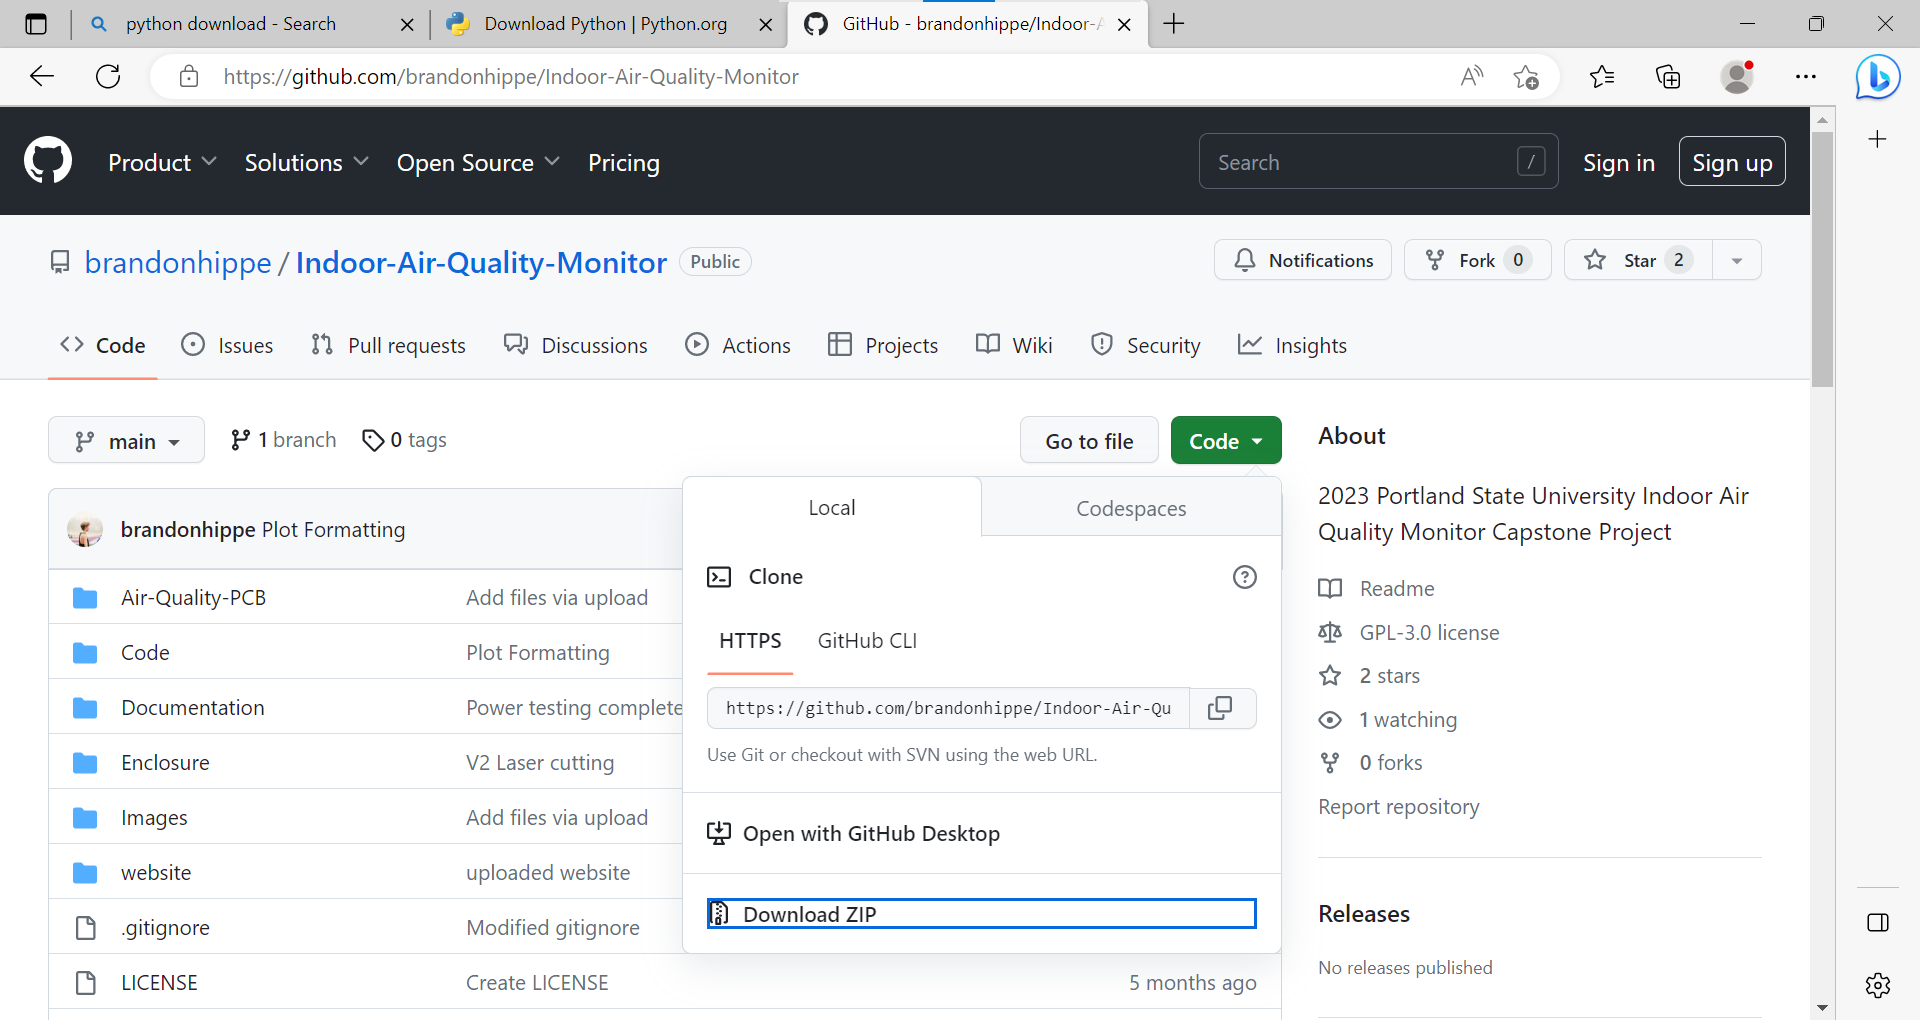 python download - Search
Download Python | Python.org
GitHub - brandonhippe/Indoor-A
https://github.com/brandonhippe/Indoor-Air-Quality-Monitor
Product Solutions Open Source Pricing
Search /
Sign in Sign up
brandonhippe / Indoor-Air-Quality-Monitor Public
Notifications Fork 0 Star 2
Code Issues Pull requests Discussions Actions Projects Wiki Security Insights
main 1 branch 0 tags
Go to file Code
Local Codespaces
Clone
HTTPS GitHub CLI
https://github.com/brandonhippe/Indoor-Air-Qu
Use Git or checkout with SVN using the web URL.
Open with GitHub Desktop
Download ZIP
brandonhippe Plot Formatting
Air-Quality-PCB Add files via upload
Code Plot Formatting
Documentation Power testing complete
Enclosure V2 Laser cutting
Images Add files via upload
website uploaded website
.gitignore Modified gitignore
LICENSE Create LICENSE 5 months ago
About
2023 Portland State University Indoor Air
Quality Monitor Capstone Project
Readme
GPL-3.0 license
2 stars
1 watching
0 forks
Report repository
Releases
No releases published